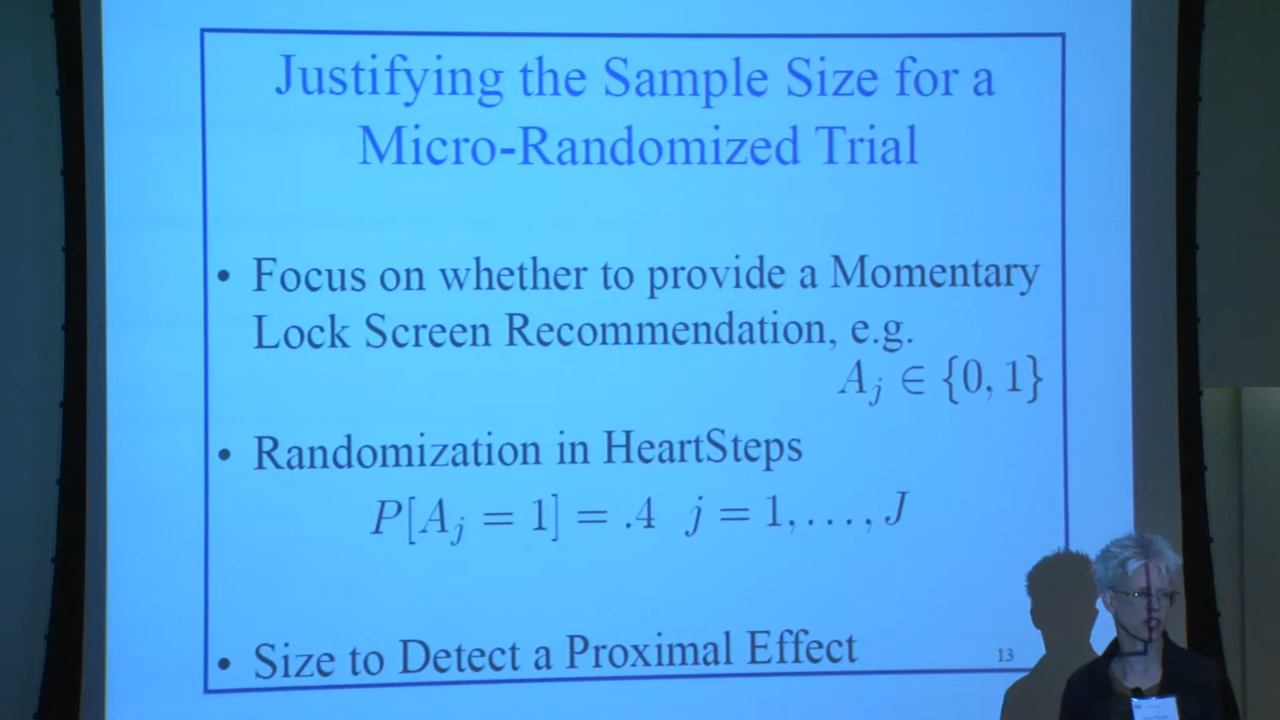 Justifying the Sample Size for a
Micro-Randomized Trial
• Focus on whether to provide a Momentary
Lock Screen Recommendation, e.g.
A_j ∈ {0, 1}
• Randomization in HeartSteps
P[A_j = 1] = .4 j = 1, . . . , J
• Size to Detect a Proximal Effect
13